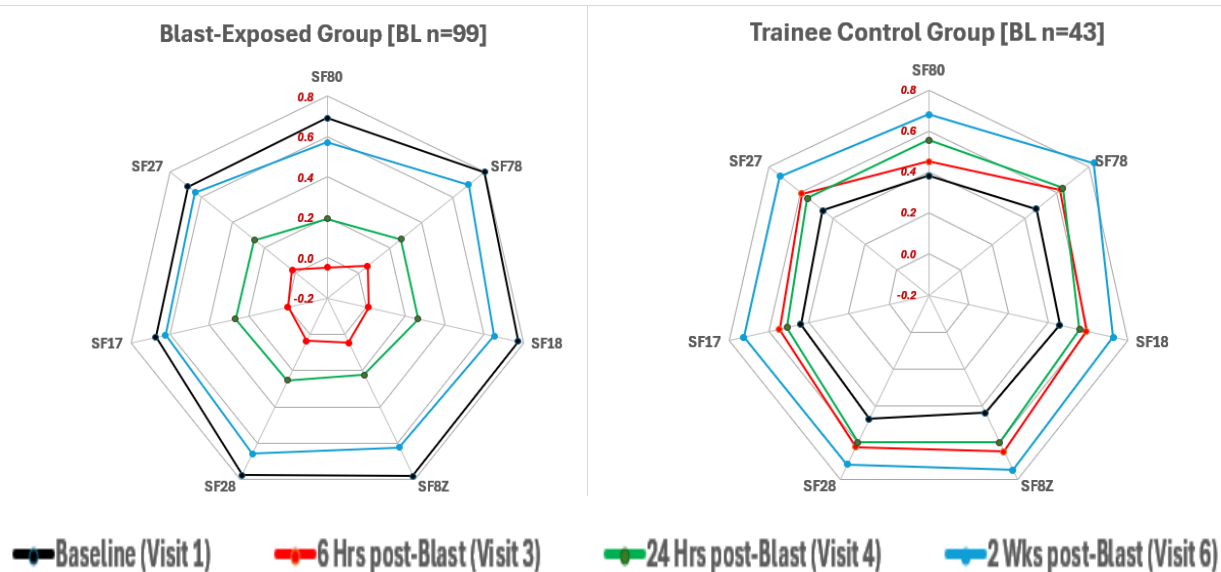 Blast-Exposed Group [BL n=99]
SF80
0.8
0.6
0.4
0.2
0.0
-0.2
SF27
SF78
SF17
SF18
SF28
SF8Z
Trainee Control Group [BL n=43]
SF80
0.8
0.6
0.4
0.2
0.0
-0.2
SF27
SF78
SF17
SF18
SF28
SF8Z
Baseline (Visit 1)
6 Hrs post-Blast (Visit 3)
24 Hrs post-Blast (Visit 4)
2 Wks post-Blast (Visit 6)